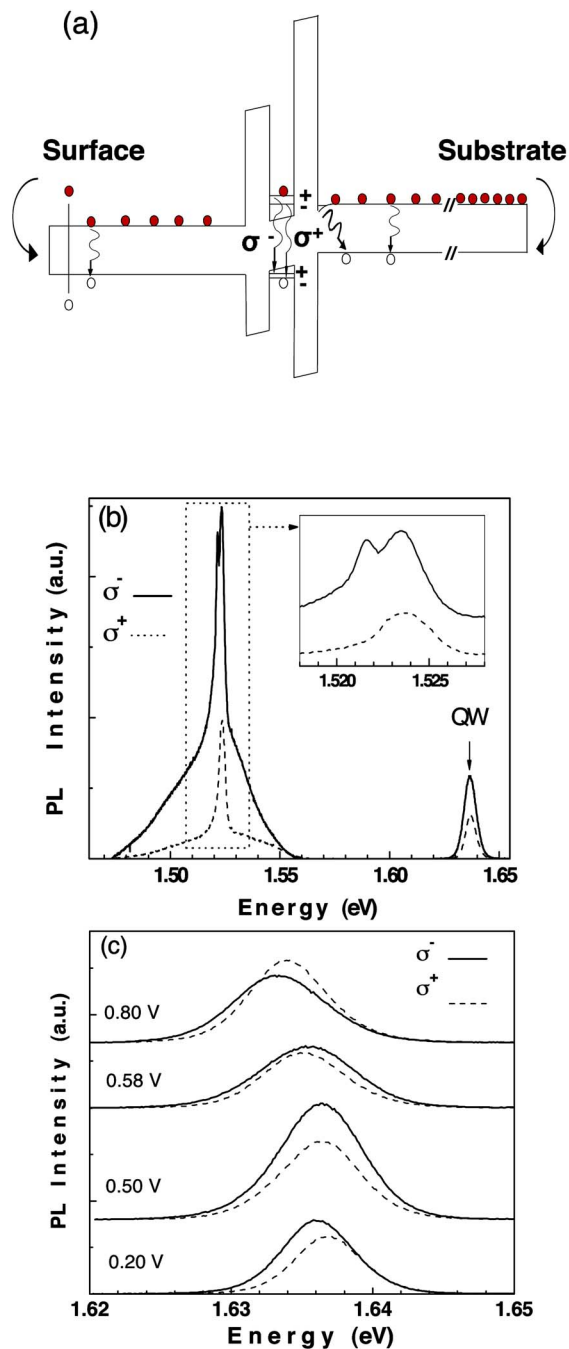 (a)
Surface
Substrate
+
-
σ⁻
σ⁺
+
-
//
//
(b)
σ⁻
σ⁺
PL Intensity (a.u.)
1.520
1.525
QW
1.50
1.55
1.60
1.65
Energy (eV)
(c)
σ⁻
σ⁺
0.80 V
0.58 V
0.50 V
0.20 V
PL Intensity (a.u.)
1.62
1.63
1.64
1.65
Energy (eV)